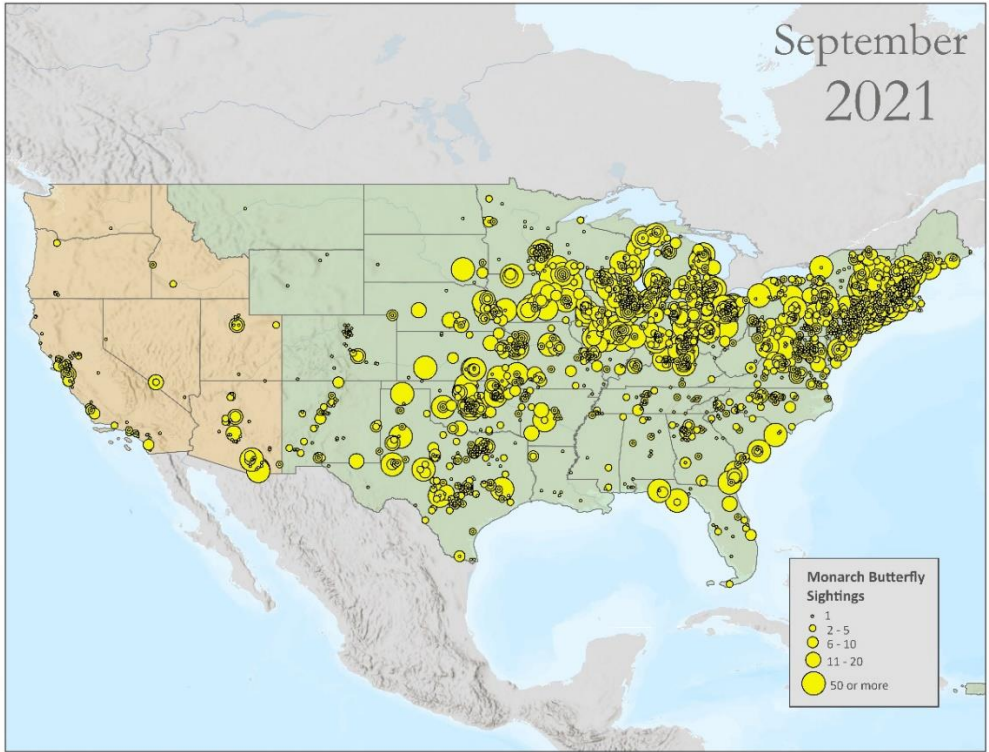 September
2021
Monarch Butterfly
Sightings
1
2 - 5
6 - 10
11 - 20
50 or more